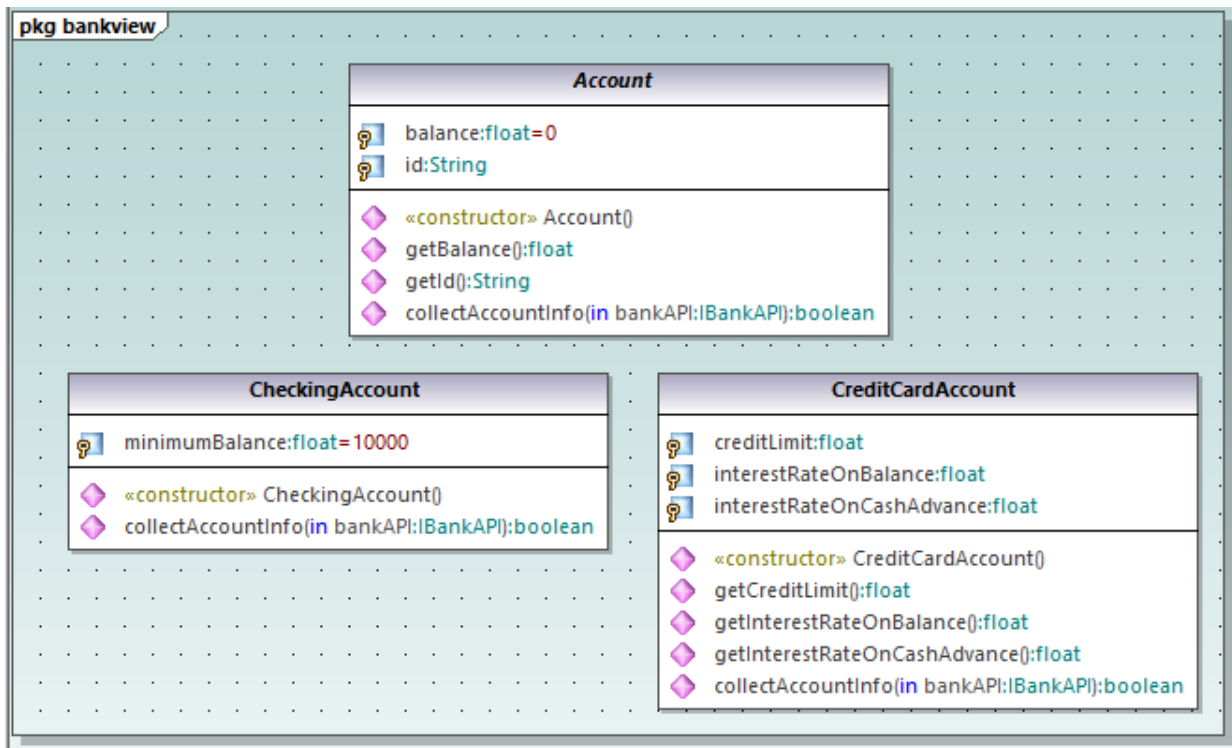 pkg bankview
Account
balance:float=0
id:String
«constructor» Account()
getBalance():float
getId():String
collectAccountInfo(in bankAPI:IBankAPI):boolean
CheckingAccount
minimumBalance:float=10000
«constructor» CheckingAccount()
collectAccountInfo(in bankAPI:IBankAPI):boolean
CreditCardAccount
creditLimit:float
interestRateOnBalance:float
interestRateOnCashAdvance:float
«constructor» CreditCardAccount()
getCreditLimit():float
getInterestRateOnBalance():float
getInterestRateOnCashAdvance():float
collectAccountInfo(in bankAPI:IBankAPI):boolean